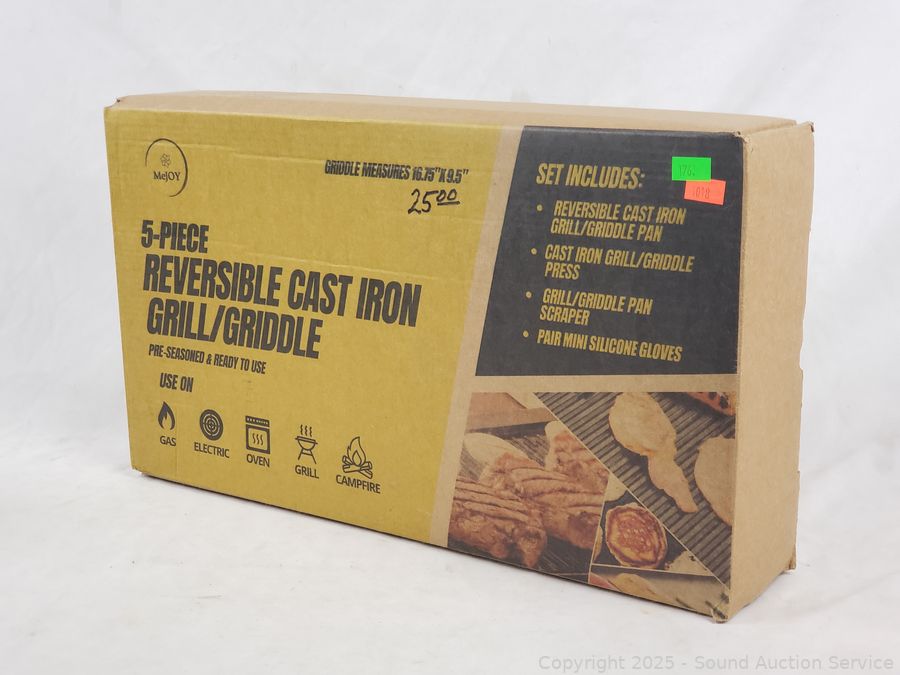 MeJOY
GRIDDLE MEASURES 16.75"X9.5"
25.00
5-PIECE
REVERSIBLE CAST IRON
GRILL/GRIDDLE
PRE-SEASONED & READY TO USE
USE ON
GAS
ELECTRIC
OVEN
GRILL
CAMPFIRE
SET INCLUDES:
• REVERSIBLE CAST IRON
GRILL/GRIDDLE PAN
• CAST IRON GRILL/GRIDDLE
PRESS
• GRILL/GRIDDLE PAN
SCRAPER
• PAIR MINI SILICONE GLOVES
1018
Copyright © 2025 - Sound Auction Service